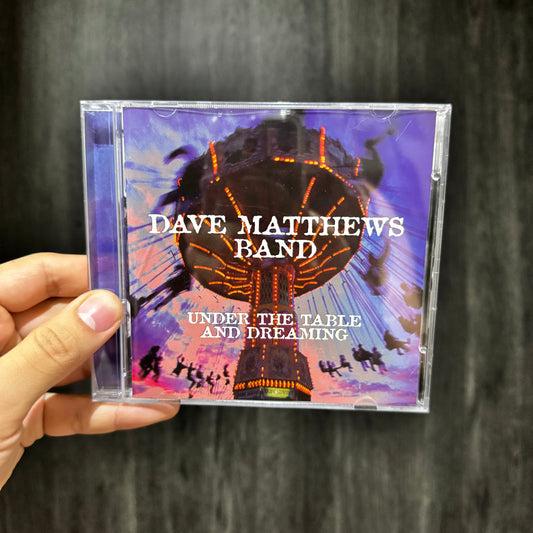 DAVE MATTHEWS
BAND
UNDER THE TABLE
AND DREAMING